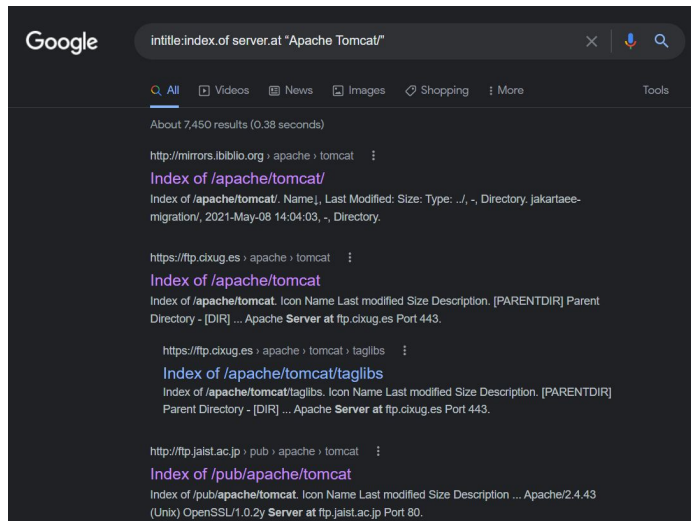 Google
intitle:index.of server.at “Apache Tomcat/”
All Videos News Images Shopping More Tools
About 7,450 results (0.38 seconds)
http://mirrors.ibiblio.org › apache › tomcat
Index of /apache/tomcat/
Index of /apache/tomcat/. Name↓, Last Modified: Size: Type: ../, -, Directory. jakartaee-
migration/, 2021-May-08 14:04:03, -, Directory.
https://ftp.cixug.es › apache › tomcat
Index of /apache/tomcat
Index of /apache/tomcat. Icon Name Last modified Size Description. [PARENTDIR] Parent
Directory - [DIR] ... Apache Server at ftp.cixug.es Port 443.
https://ftp.cixug.es › apache › tomcat › taglibs
Index of /apache/tomcat/taglibs
Index of /apache/tomcat/taglibs. Icon Name Last modified Size Description. [PARENTDIR]
Parent Directory - [DIR] ... Apache Server at ftp.cixug.es Port 443.
http://ftp.jaist.ac.jp › pub › apache › tomcat
Index of /pub/apache/tomcat
Index of /pub/apache/tomcat. Icon Name Last modified Size Description ... Apache/2.4.43
(Unix) OpenSSL/1.0.2y Server at ftp.jaist.ac.jp Port 80.